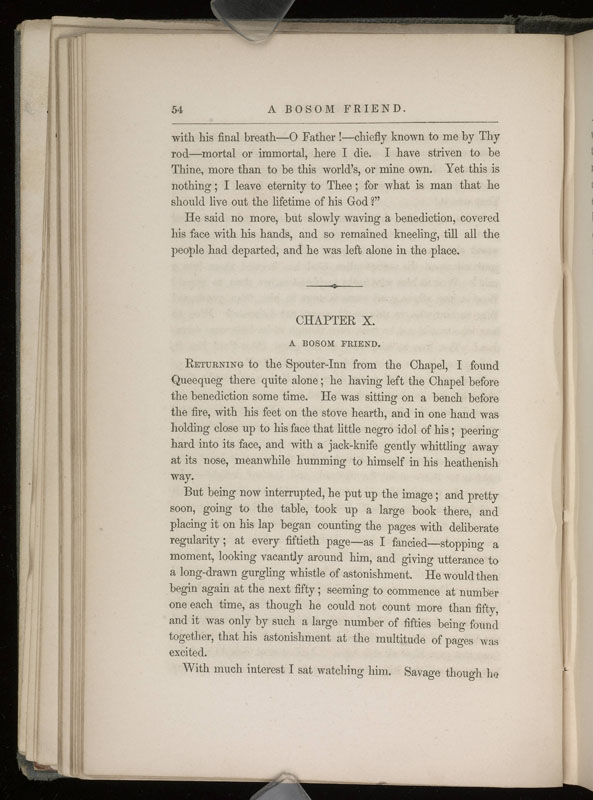 54 A BOSOM FRIEND.
with his final breath—O Father!—chiefly known to me by Thy
rod—mortal or immortal, here I die. I have striven to be
Thine, more than to be this world's, or mine own. Yet this is
nothing; I leave eternity to Thee; for what is man that he
should live out the lifetime of his God?"
He said no more, but slowly waving a benediction, covered
his face with his hands, and so remained kneeling, till all the
people had departed, and he was left alone in the place.
CHAPTER X.
A BOSOM FRIEND.
RETURNING to the Spouter-Inn from the Chapel, I found
Queequeg there quite alone; he having left the Chapel before
the benediction some time. He was sitting on a bench before
the fire, with his feet on the stove hearth, and in one hand was
holding close up to his face that little negro idol of his; peering
hard into its face, and with a jack-knife gently whittling away
at its nose, meanwhile humming to himself in his heathenish
way.
But being now interrupted, he put up the image; and pretty
soon, going to the table, took up a large book there, and
placing it on his lap began counting the pages with deliberate
regularity; at every fiftieth page—as I fancied—stopping a
moment, looking vacantly around him, and giving utterance to
a long-drawn gurgling whistle of astonishment. He would then
begin again at the next fifty; seeming to commence at number
one each time, as though he could not count more than fifty,
and it was only by such a large number of fifties being found
together, that his astonishment at the multitude of pages was
excited.
With much interest I sat watching him. Savage though he